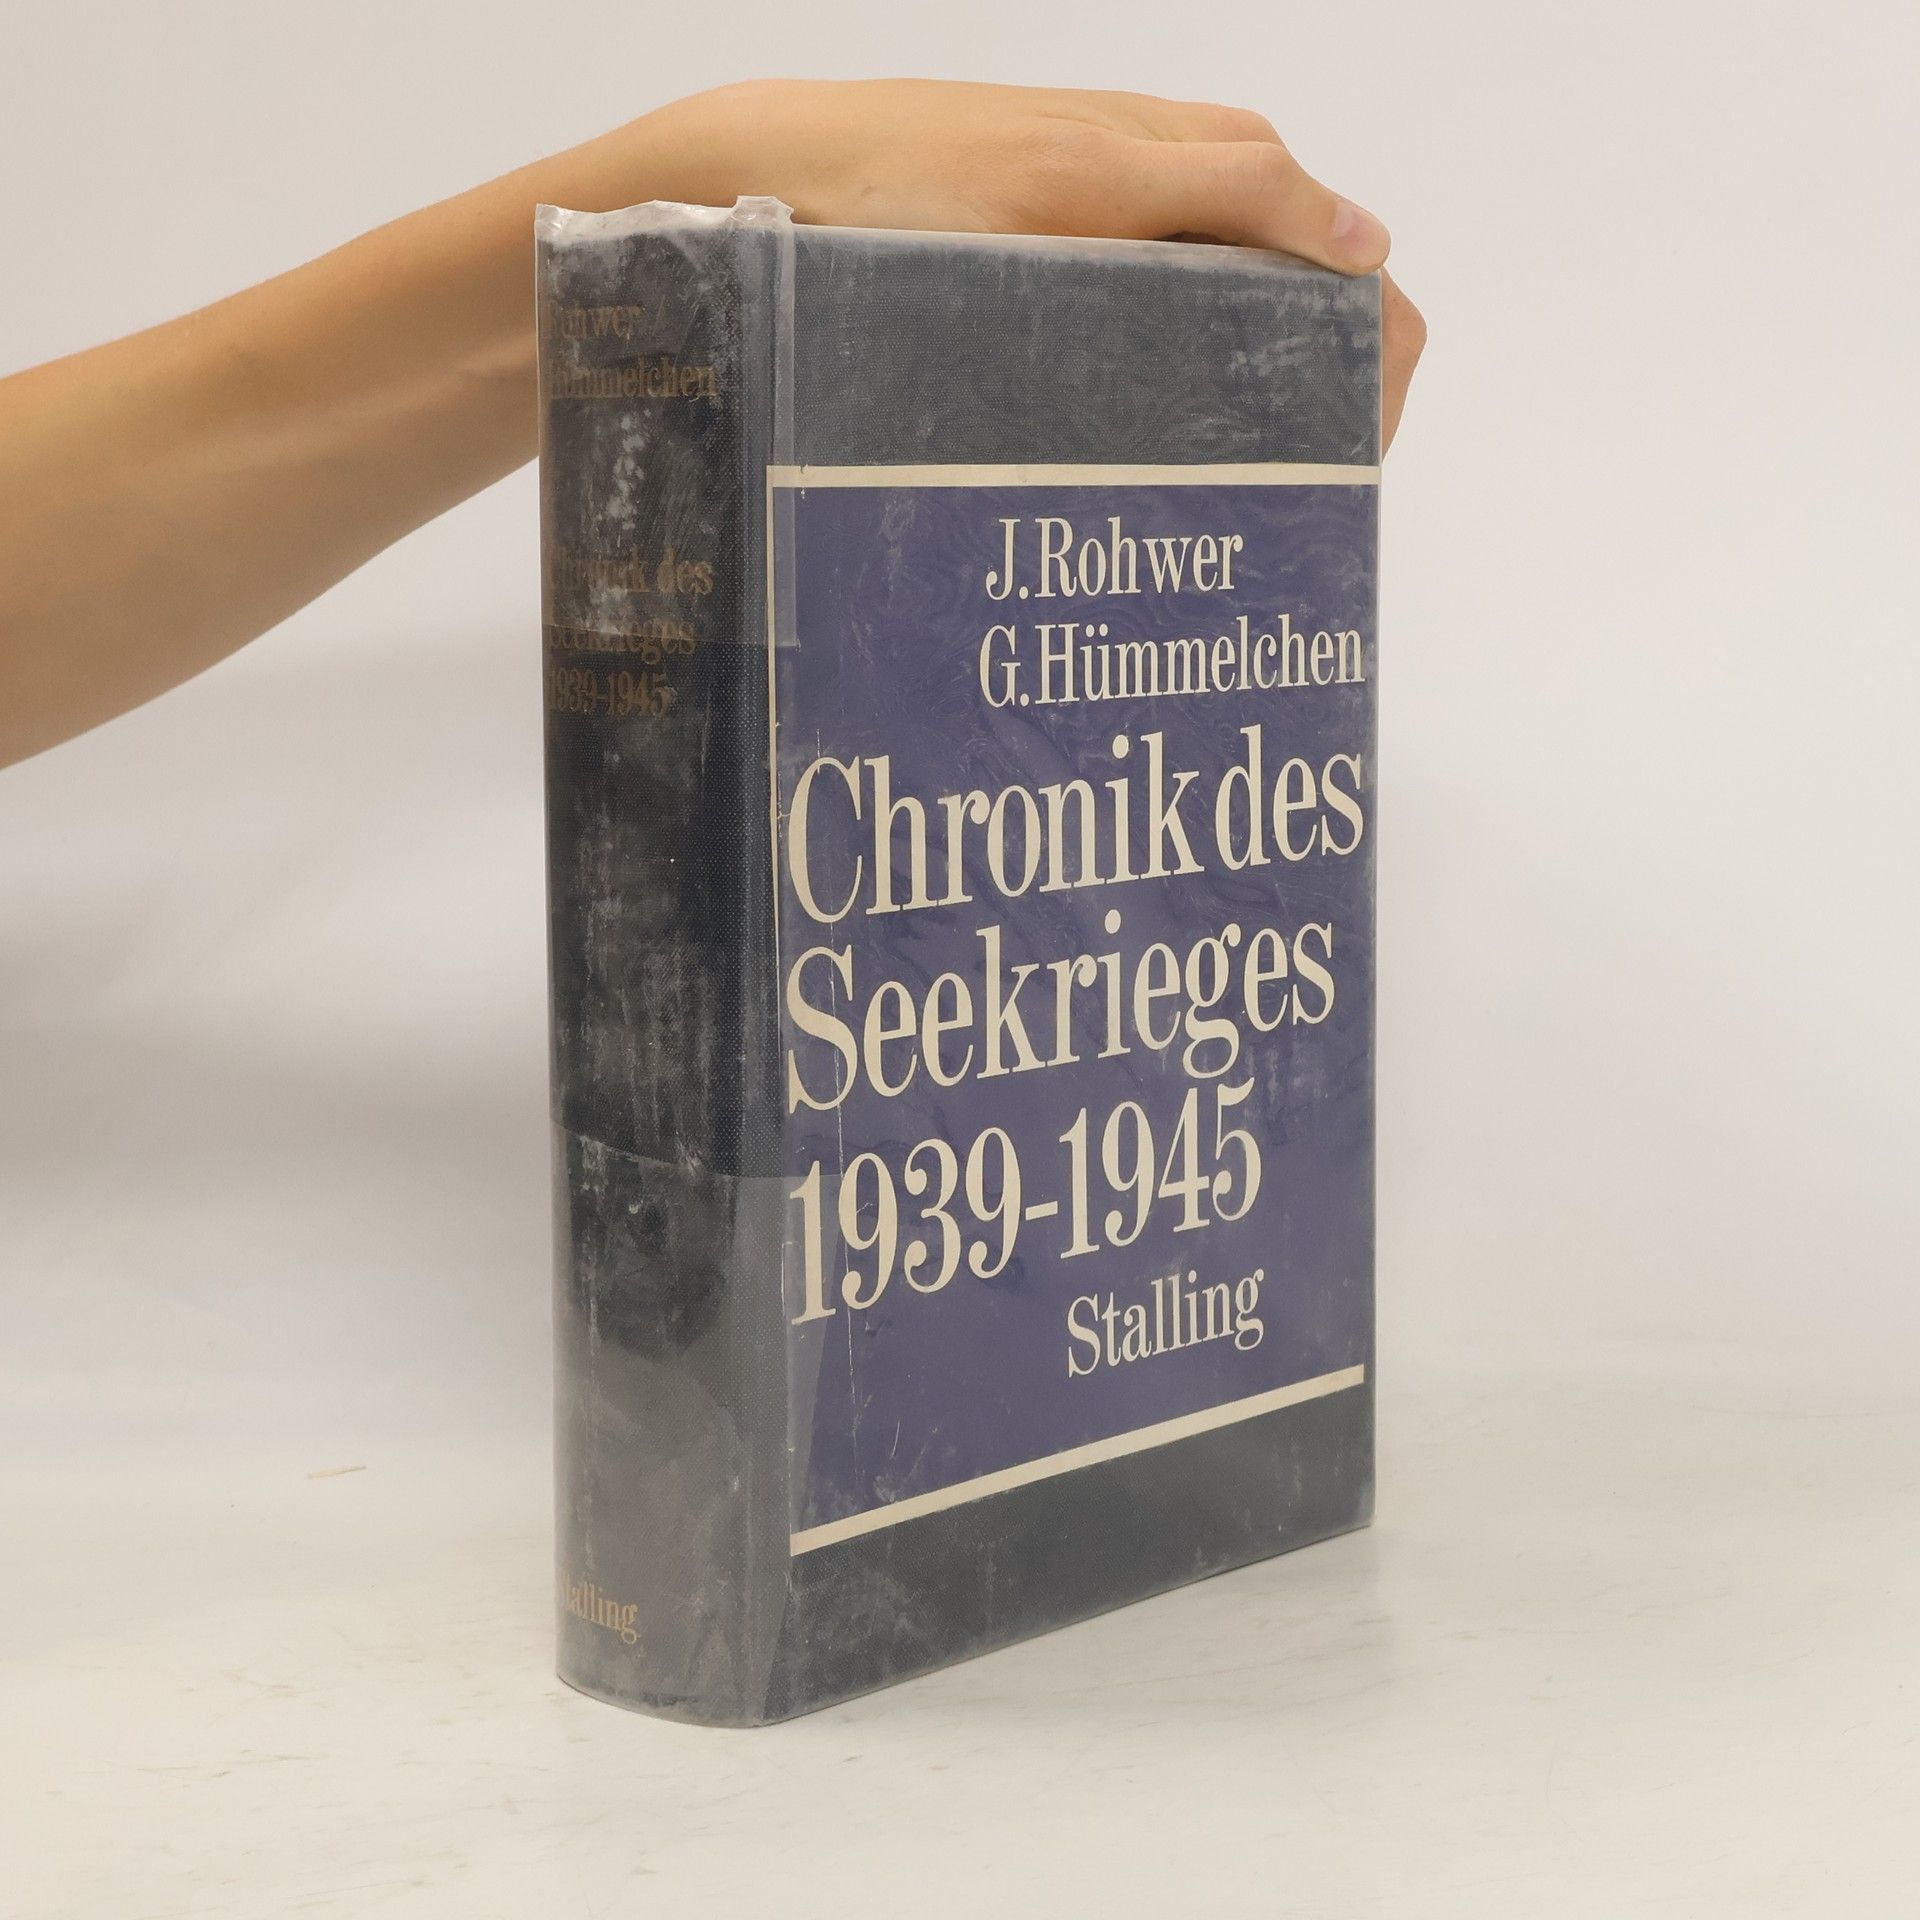 Rohwer/
Hümmelchen
Chronik des
Seekrieges
1939-1945
Stalling
J. Rohwer
G. Hümmelchen
Chronik des
Seekrieges
1939-1945
Stalling